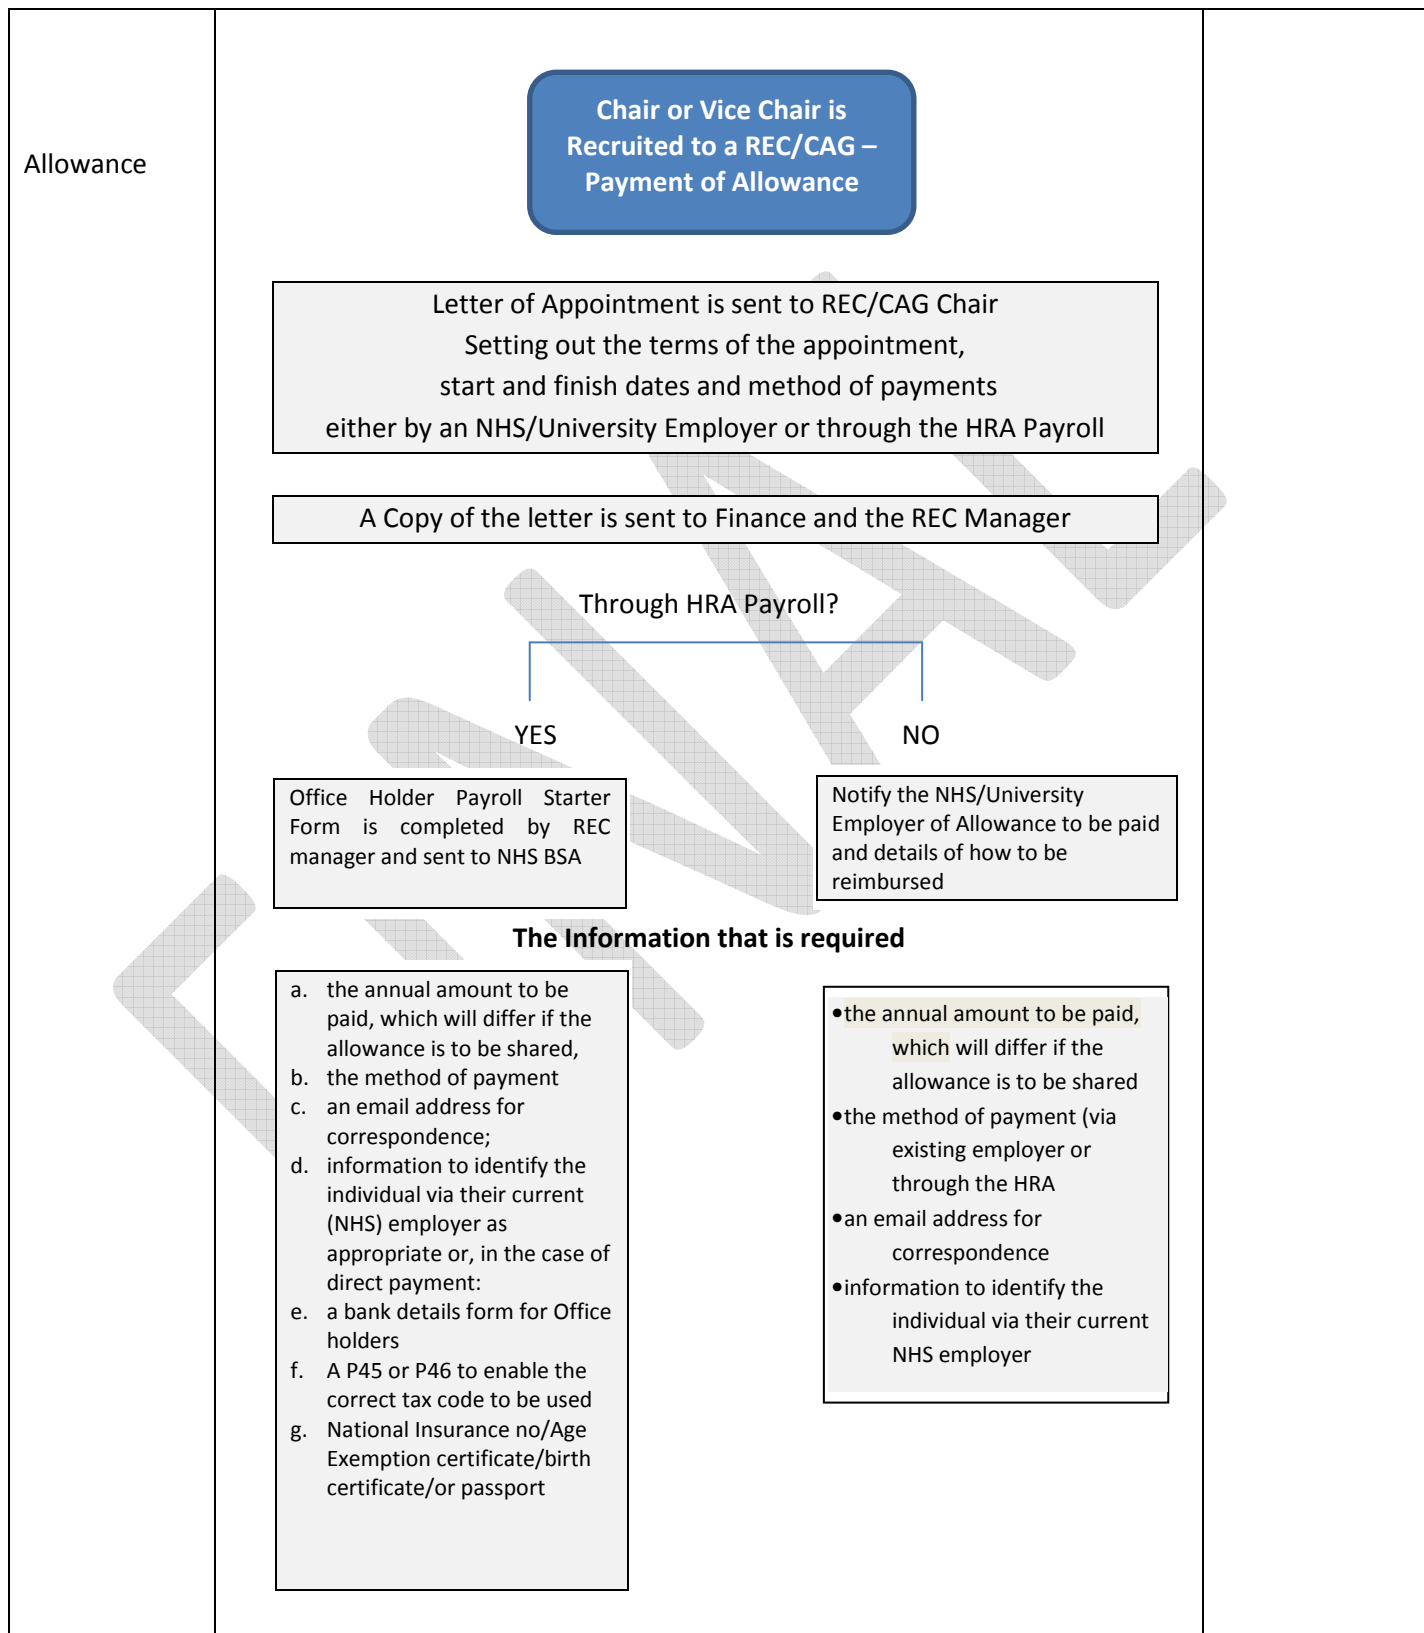 Allowance
Chair or Vice Chair is
Recruited to a REC/CAG –
Payment of Allowance
Letter of Appointment is sent to REC/CAG Chair
Setting out the terms of the appointment,
start and finish dates and method of payments
either by an NHS/University Employer or through the HRA Payroll
A Copy of the letter is sent to Finance and the REC Manager
Through HRA Payroll?
YES
NO
Office Holder Payroll Starter
Form is completed by REC
manager and sent to NHS BSA
Notify the NHS/University
Employer of Allowance to be paid
and details of how to be
reimbursed
The Information that is required
a. the annual amount to be
paid, which will differ if the
allowance is to be shared,
b. the method of payment
c. an email address for
correspondence;
d. information to identify the
individual via their current
(NHS) employer as
appropriate or, in the case of
direct payment:
e. a bank details form for Office
holders
f. A P45 or P46 to enable the
correct tax code to be used
g. National Insurance no/Age
Exemption certificate/birth
certificate/or passport
•the annual amount to be paid,
which will differ if the
allowance is to be shared
•the method of payment (via
existing employer or
through the HRA
•an email address for
correspondence
•information to identify the
individual via their current
NHS employer
FINAL